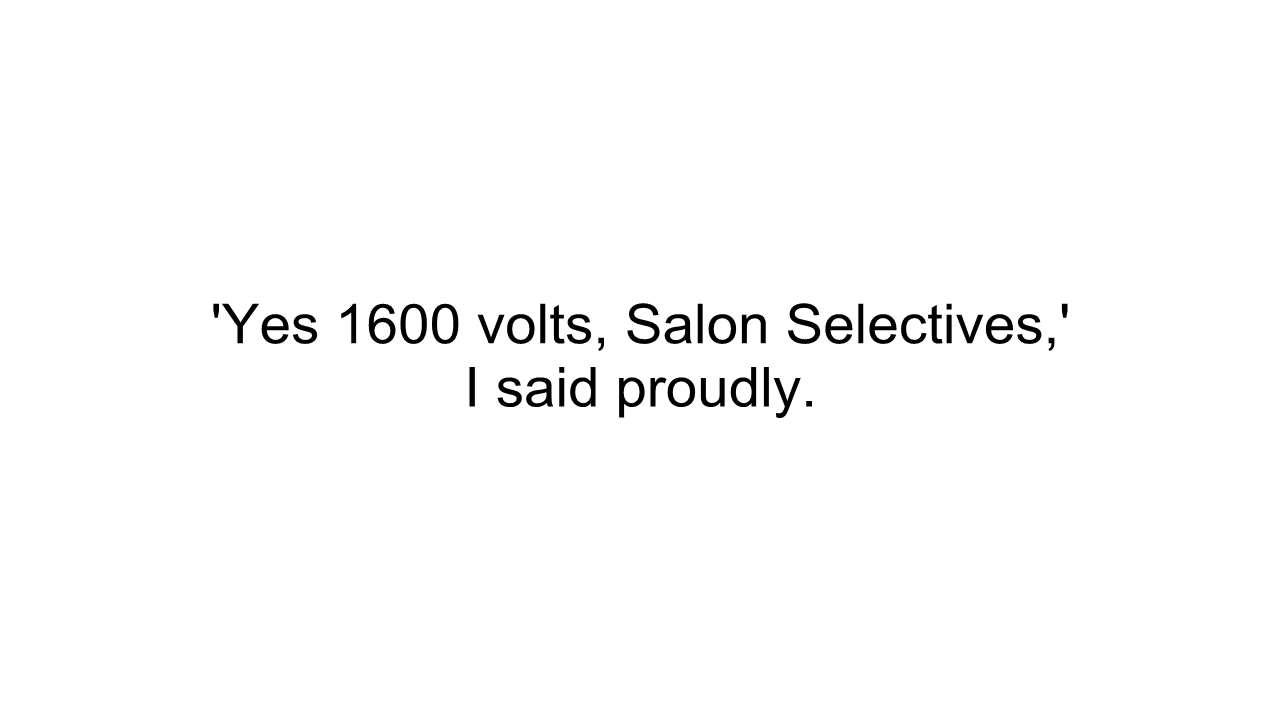 'Yes 1600 volts, Salon Selectives,'
I said proudly.